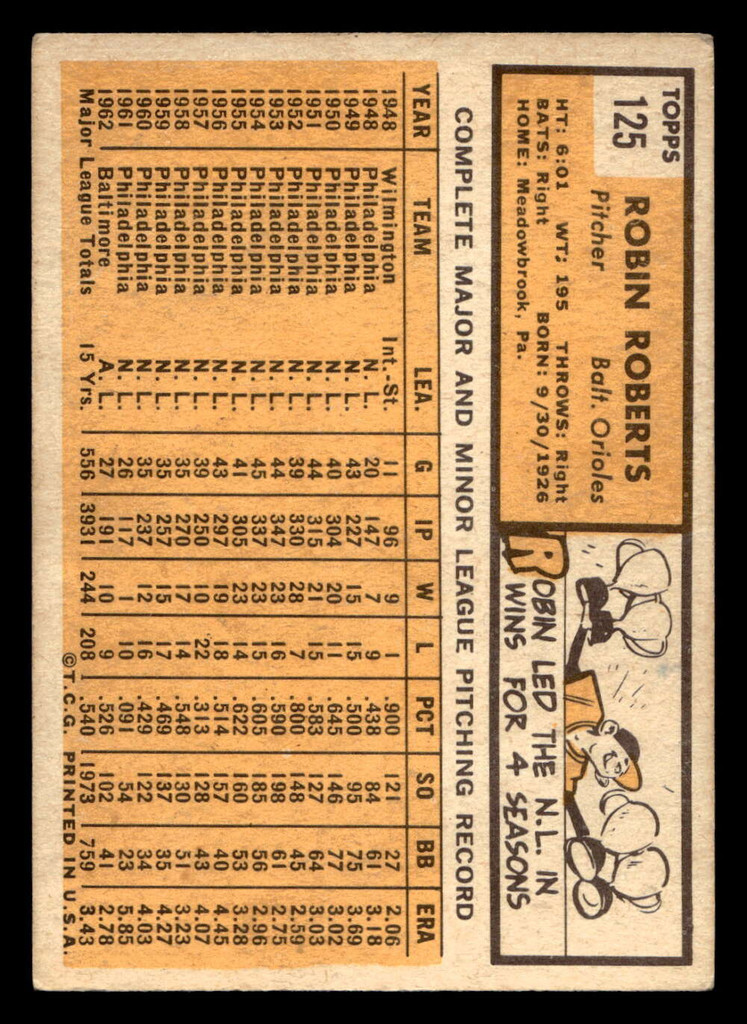 TOPPS
125
ROBIN ROBERTS
Pitcher Balt. Orioles
HT: 6:01 WT: 195 THROWS: Right
BATS: Right BORN: 9/30/1926
HOME: Meadowbrook, Pa.
ROBIN LED THE N.L. IN
WINS FOR 4 SEASONS
COMPLETE MAJOR AND MINOR LEAGUE PITCHING RECORD
YEAR TEAM LEA. G IP W L PCT SO BB ERA
1948 Wilmington Int.-St. 11 96 9 1 .900 121 27 2.06
1948 Philadelphia N. L. 20 147 7 9 .438 84 61 3.18
1949 Philadelphia N. L. 43 227 15 15 .500 95 75 3.69
1950 Philadelphia N. L. 40 304 20 11 .645 146 77 3.02
1951 Philadelphia N. L. 44 315 21 15 .583 127 64 3.03
1952 Philadelphia N. L. 39 330 28 7 .800 148 45 2.59
1953 Philadelphia N. L. 44 347 23 16 .590 198 61 2.75
1954 Philadelphia N. L. 45 337 23 15 .605 185 56 2.96
1955 Philadelphia N. L. 41 305 23 14 .622 160 53 3.28
1956 Philadelphia N. L. 43 297 19 18 .514 157 40 4.45
1957 Philadelphia N. L. 39 250 10 22 .313 128 43 4.07
1958 Philadelphia N. L. 35 270 17 14 .548 130 51 3.23
1959 Philadelphia N. L. 35 257 15 17 .469 137 35 4.27
1960 Philadelphia N. L. 35 237 12 16 .429 122 34 4.03
1961 Philadelphia N. L. 26 117 1 10 .091 54 23 5.85
1962 Baltimore A. L. 27 191 10 9 .526 102 41 2.78
Major League Totals 15 Yrs. 556 3931 244 208 .540 1973 759 3.43
©T.C.G. PRINTED IN U.S.A.